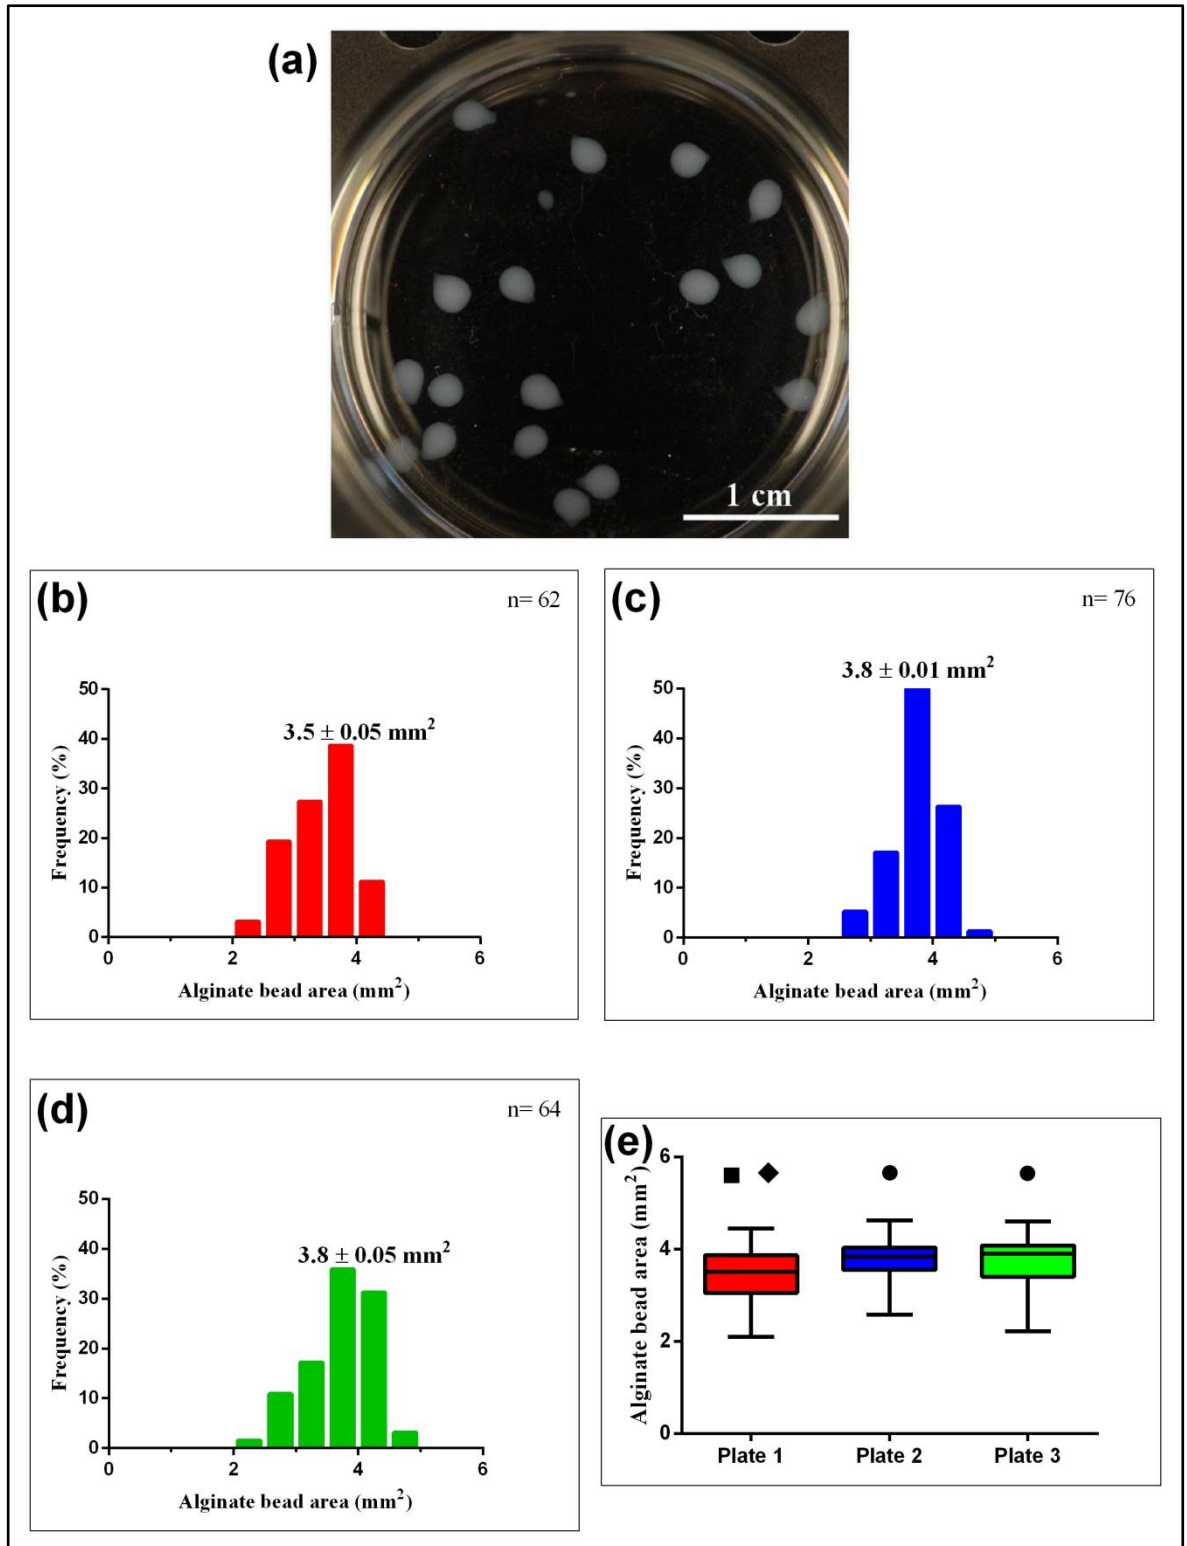 (a)
1 cm
(b)
n= 62
3.5 ± 0.05 mm²
50
40
30
20
10
0
Frequency (%)
0 2 4 6
Alginate bead area (mm²)
(c)
n= 76
3.8 ± 0.01 mm²
50
40
30
20
10
0
Frequency (%)
0 2 4 6
Alginate bead area (mm²)
(d)
n= 64
3.8 ± 0.05 mm²
50
40
30
20
10
0
Frequency (%)
0 2 4 6
Alginate bead area (mm²)
(e)
6
4
2
0
Alginate bead area (mm²)
Plate 1 Plate 2 Plate 3